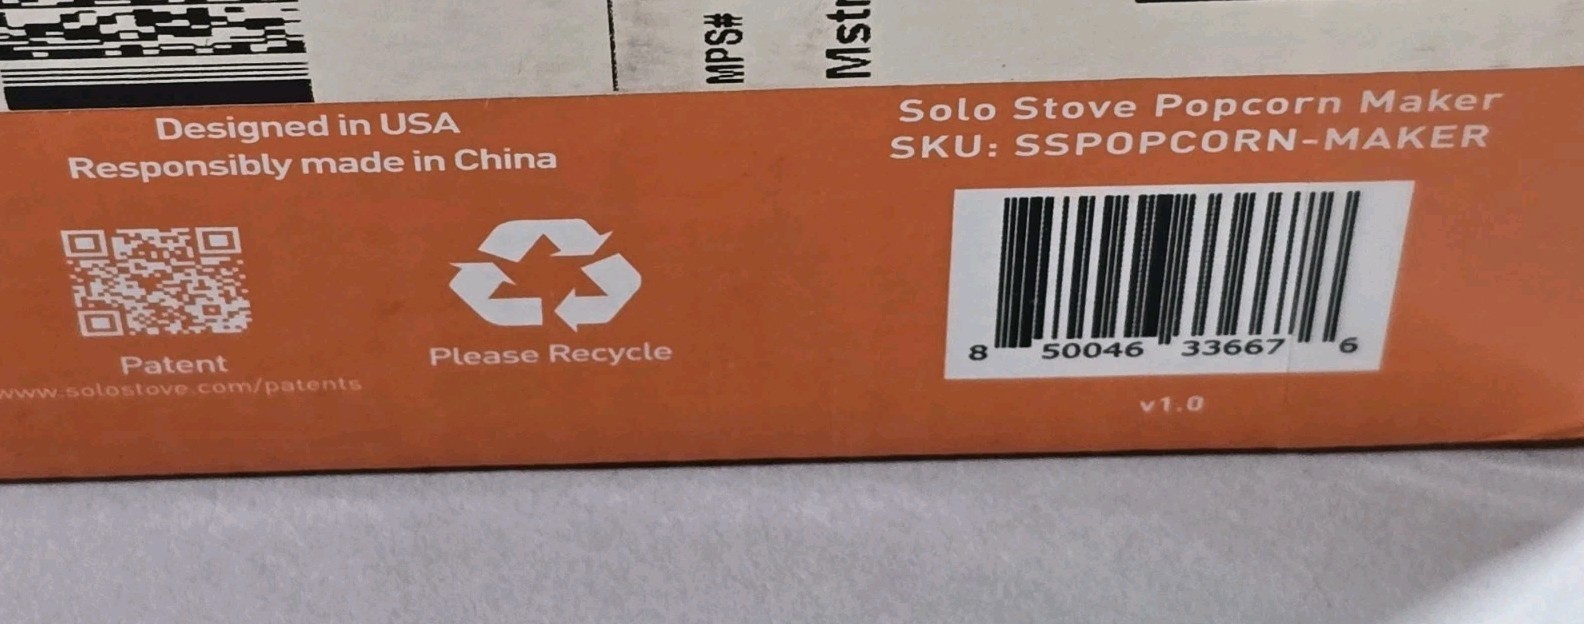 MPS#
Mstr
Designed in USA
Responsibly made in China
Patent
www.solostove.com/patents
Please Recycle
Solo Stove Popcorn Maker
SKU: SSPOPCORN-MAKER
8 50046 33667 6
v1.0